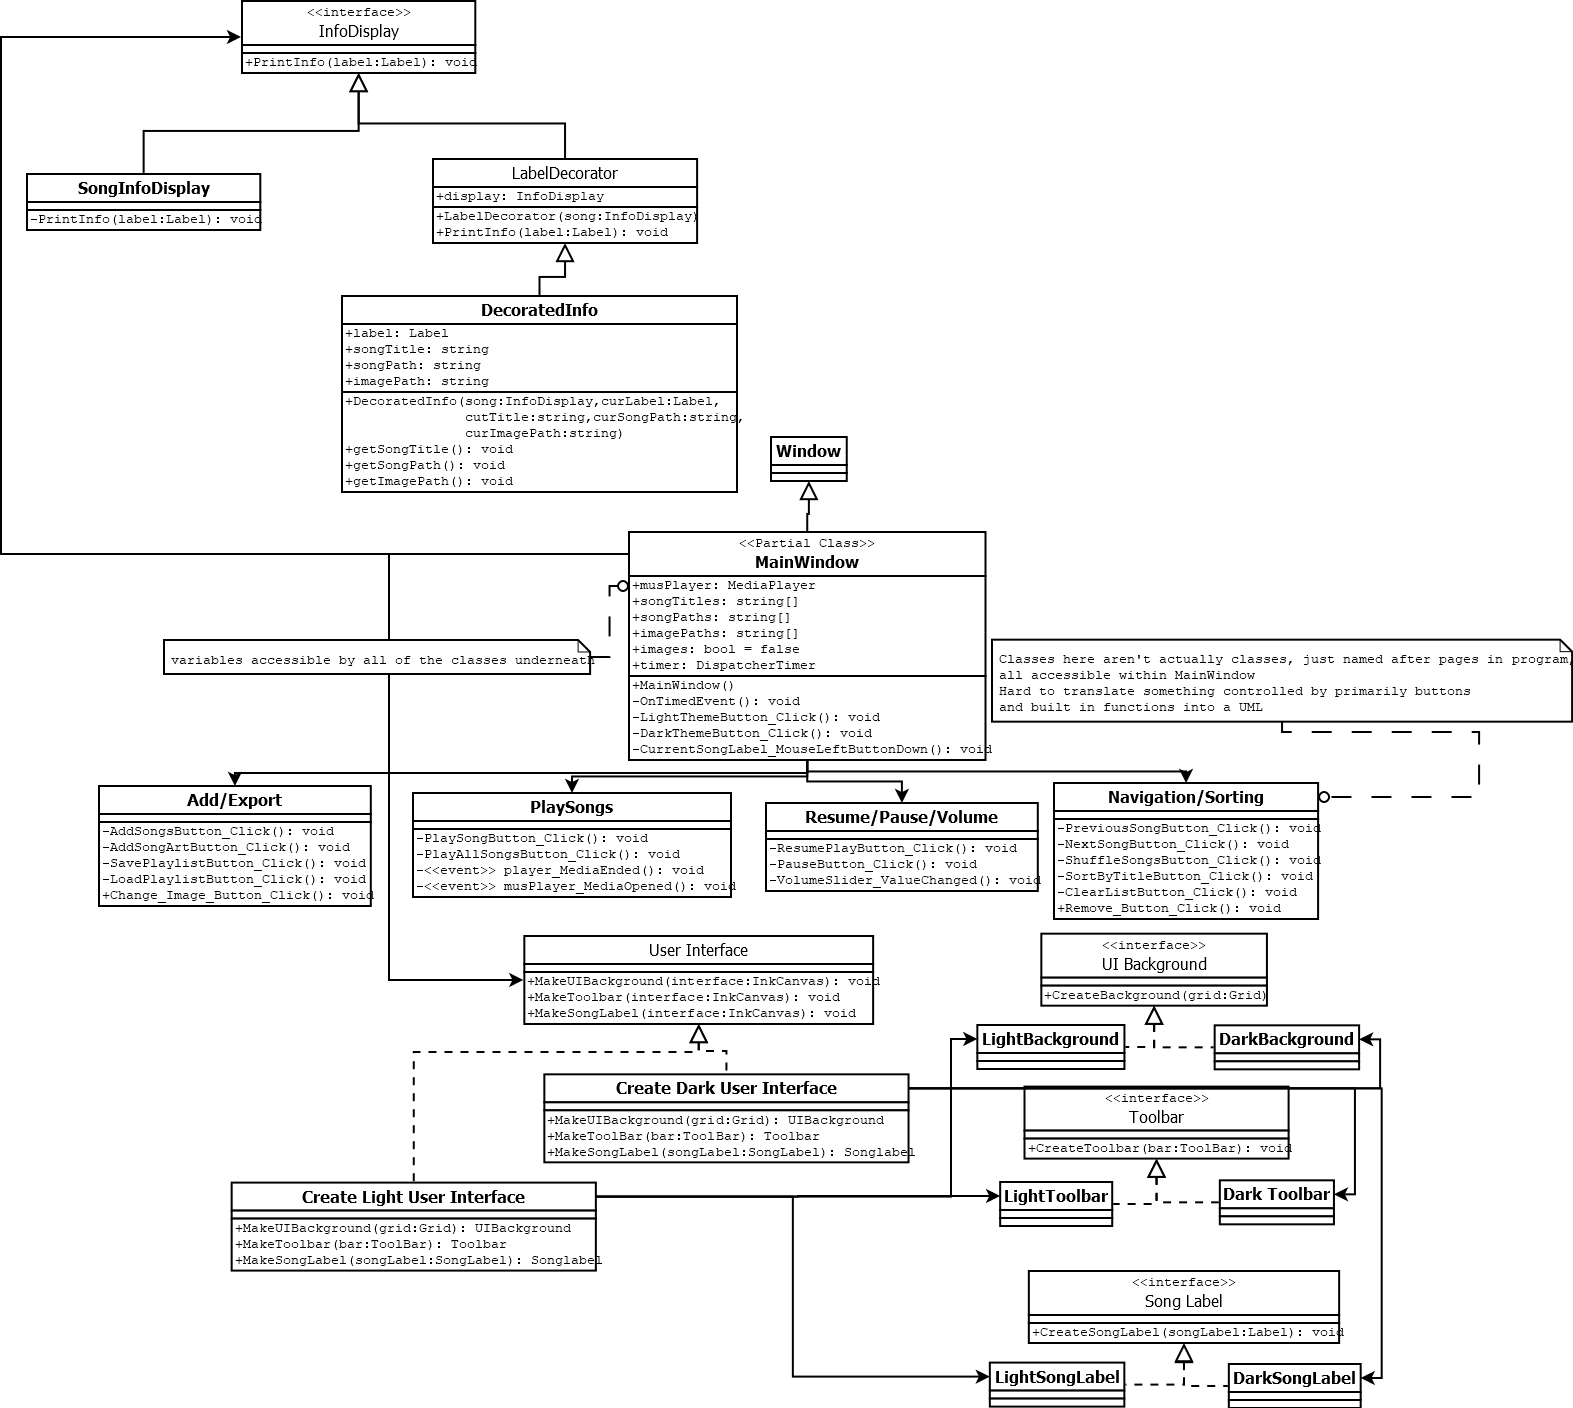 <<interface>>
InfoDisplay
+PrintInfo(label:Label): void
SongInfoDisplay
-PrintInfo(label:Label): void
LabelDecorator
+display: InfoDisplay
+LabelDecorator(song:InfoDisplay)
+PrintInfo(label:Label): void
DecoratedInfo
+label: Label
+songTitle: string
+songPath: string
+imagePath: string
+DecoratedInfo(song:InfoDisplay,curLabel:Label,
cutTitle:string,curSongPath:string,
curImagePath:string)
+getSongTitle(): void
+getSongPath(): void
+getImagePath(): void
Window
<<Partial Class>>
MainWindow
+musPlayer: MediaPlayer
+songTitles: string[]
+songPaths: string[]
+imagePaths: string[]
+images: bool = false
+timer: DispatcherTimer
+MainWindow()
-OnTimedEvent(): void
-LightThemeButton_Click(): void
-DarkThemeButton_Click(): void
-CurrentSongLabel_MouseLeftButtonDown(): void
variables accessible by all of the classes underneath
Classes here aren't actually classes, just named after pages in program,
all accessible within MainWindow
Hard to translate something controlled by primarily buttons
and built in functions into a UML
Add/Export
-AddSongsButton_Click(): void
-AddSongArtButton_Click(): void
-SavePlaylistButton_Click(): void
-LoadPlaylistButton_Click(): void
+Change_Image_Button_Click(): void
PlaySongs
-PlaySongButton_Click(): void
-PlayAllSongsButton_Click(): void
-<<event>> player_MediaEnded(): void
-<<event>> musPlayer_MediaOpened(): void
Resume/Pause/Volume
-ResumePlayButton_Click(): void
-PauseButton_Click(): void
-VolumeSlider_ValueChanged(): void
Navigation/Sorting
-PreviousSongButton_Click(): void
-NextSongButton_Click(): void
-ShuffleSongsButton_Click(): void
-SortByTitleButton_Click(): void
-ClearListButton_Click(): void
+Remove_Button_Click(): void
User Interface
+MakeUIBackground(interface:InkCanvas): void
+MakeToolbar(interface:InkCanvas): void
+MakeSongLabel(interface:InkCanvas): void
<<interface>>
UI Background
+CreateBackground(grid:Grid)
LightBackground
DarkBackground
Create Dark User Interface
+MakeUIBackground(grid:Grid): UIBackground
+MakeToolBar(bar:ToolBar): Toolbar
+MakeSongLabel(songLabel:SongLabel): Songlabel
<<interface>>
Toolbar
+CreateToolbar(bar:ToolBar): void
LightToolbar
Dark Toolbar
Create Light User Interface
+MakeUIBackground(grid:Grid): UIBackground
+MakeToolbar(bar:ToolBar): Toolbar
+MakeSongLabel(songLabel:SongLabel): Songlabel
<<interface>>
Song Label
+CreateSongLabel(songLabel:Label): void
LightSongLabel
DarkSongLabel